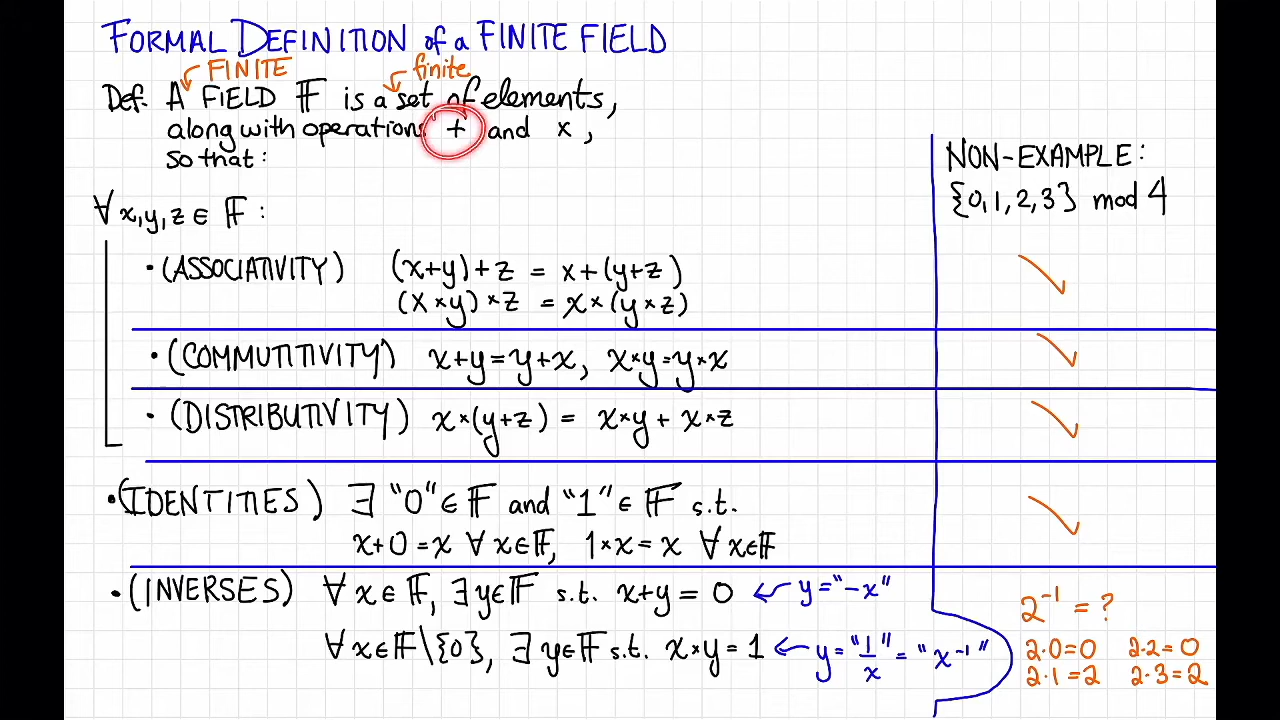 FORMAL DEFINITION of a FINITE FIELD
FINITE finite
Def. A FIELD 𝔽 is a set of elements,
along with operations + and ×,
so that:
∀ x,y,z ∈ 𝔽 :
• (ASSOCIATIVITY) (x+y)+z = x+(y+z)
(x×y)×z = x×(y×z)
• (COMMUTITIVITY) x+y=y+x, x×y=y×x
• (DISTRIBUTIVITY) x×(y+z) = x×y + x×z
• (IDENTITIES) ∃ "0" ∈ 𝔽 and "1" ∈ 𝔽 s.t.
x+0=x ∀ x∈𝔽, 1×x=x ∀ x∈𝔽
• (INVERSES) ∀ x∈𝔽, ∃ y∈𝔽 s.t. x+y=0 ← y="-x"
∀ x∈𝔽\{0}, ∃ y∈𝔽 s.t. x×y=1 ← y="1/x"="x⁻¹"
NON-EXAMPLE:
{0,1,2,3} mod 4
2⁻¹ = ?
2·0=0 2·2=0
2·1=2 2·3=2